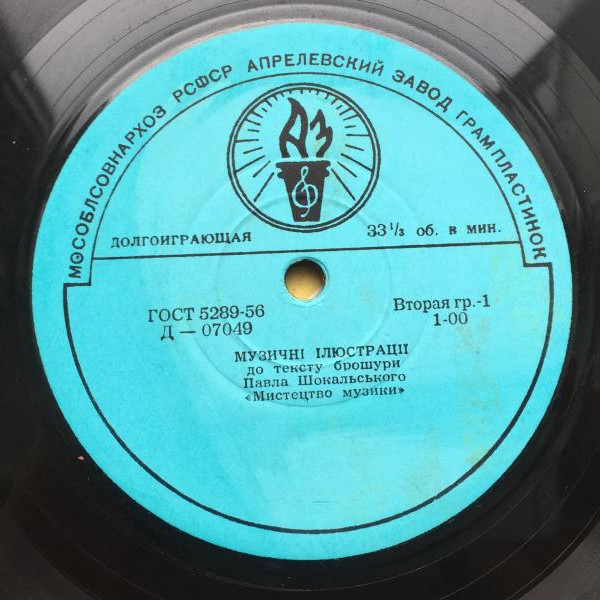 МОСОБЛСОВНАРХОЗ РСФСР АПРЕЛЕВСКИЙ ЗАВОД ГРАМПЛАСТИНОК
АЗ
ДОЛГОИГРАЮЩАЯ 33 1/3 об. в мин.
ГОСТ 5289-56 Вторая гр.-1
Д — 07049 1-00
МУЗИЧНІ ІЛЮСТРАЦІІ
до тексту брошури
Павла Шокальського
«Мистецтво музики»